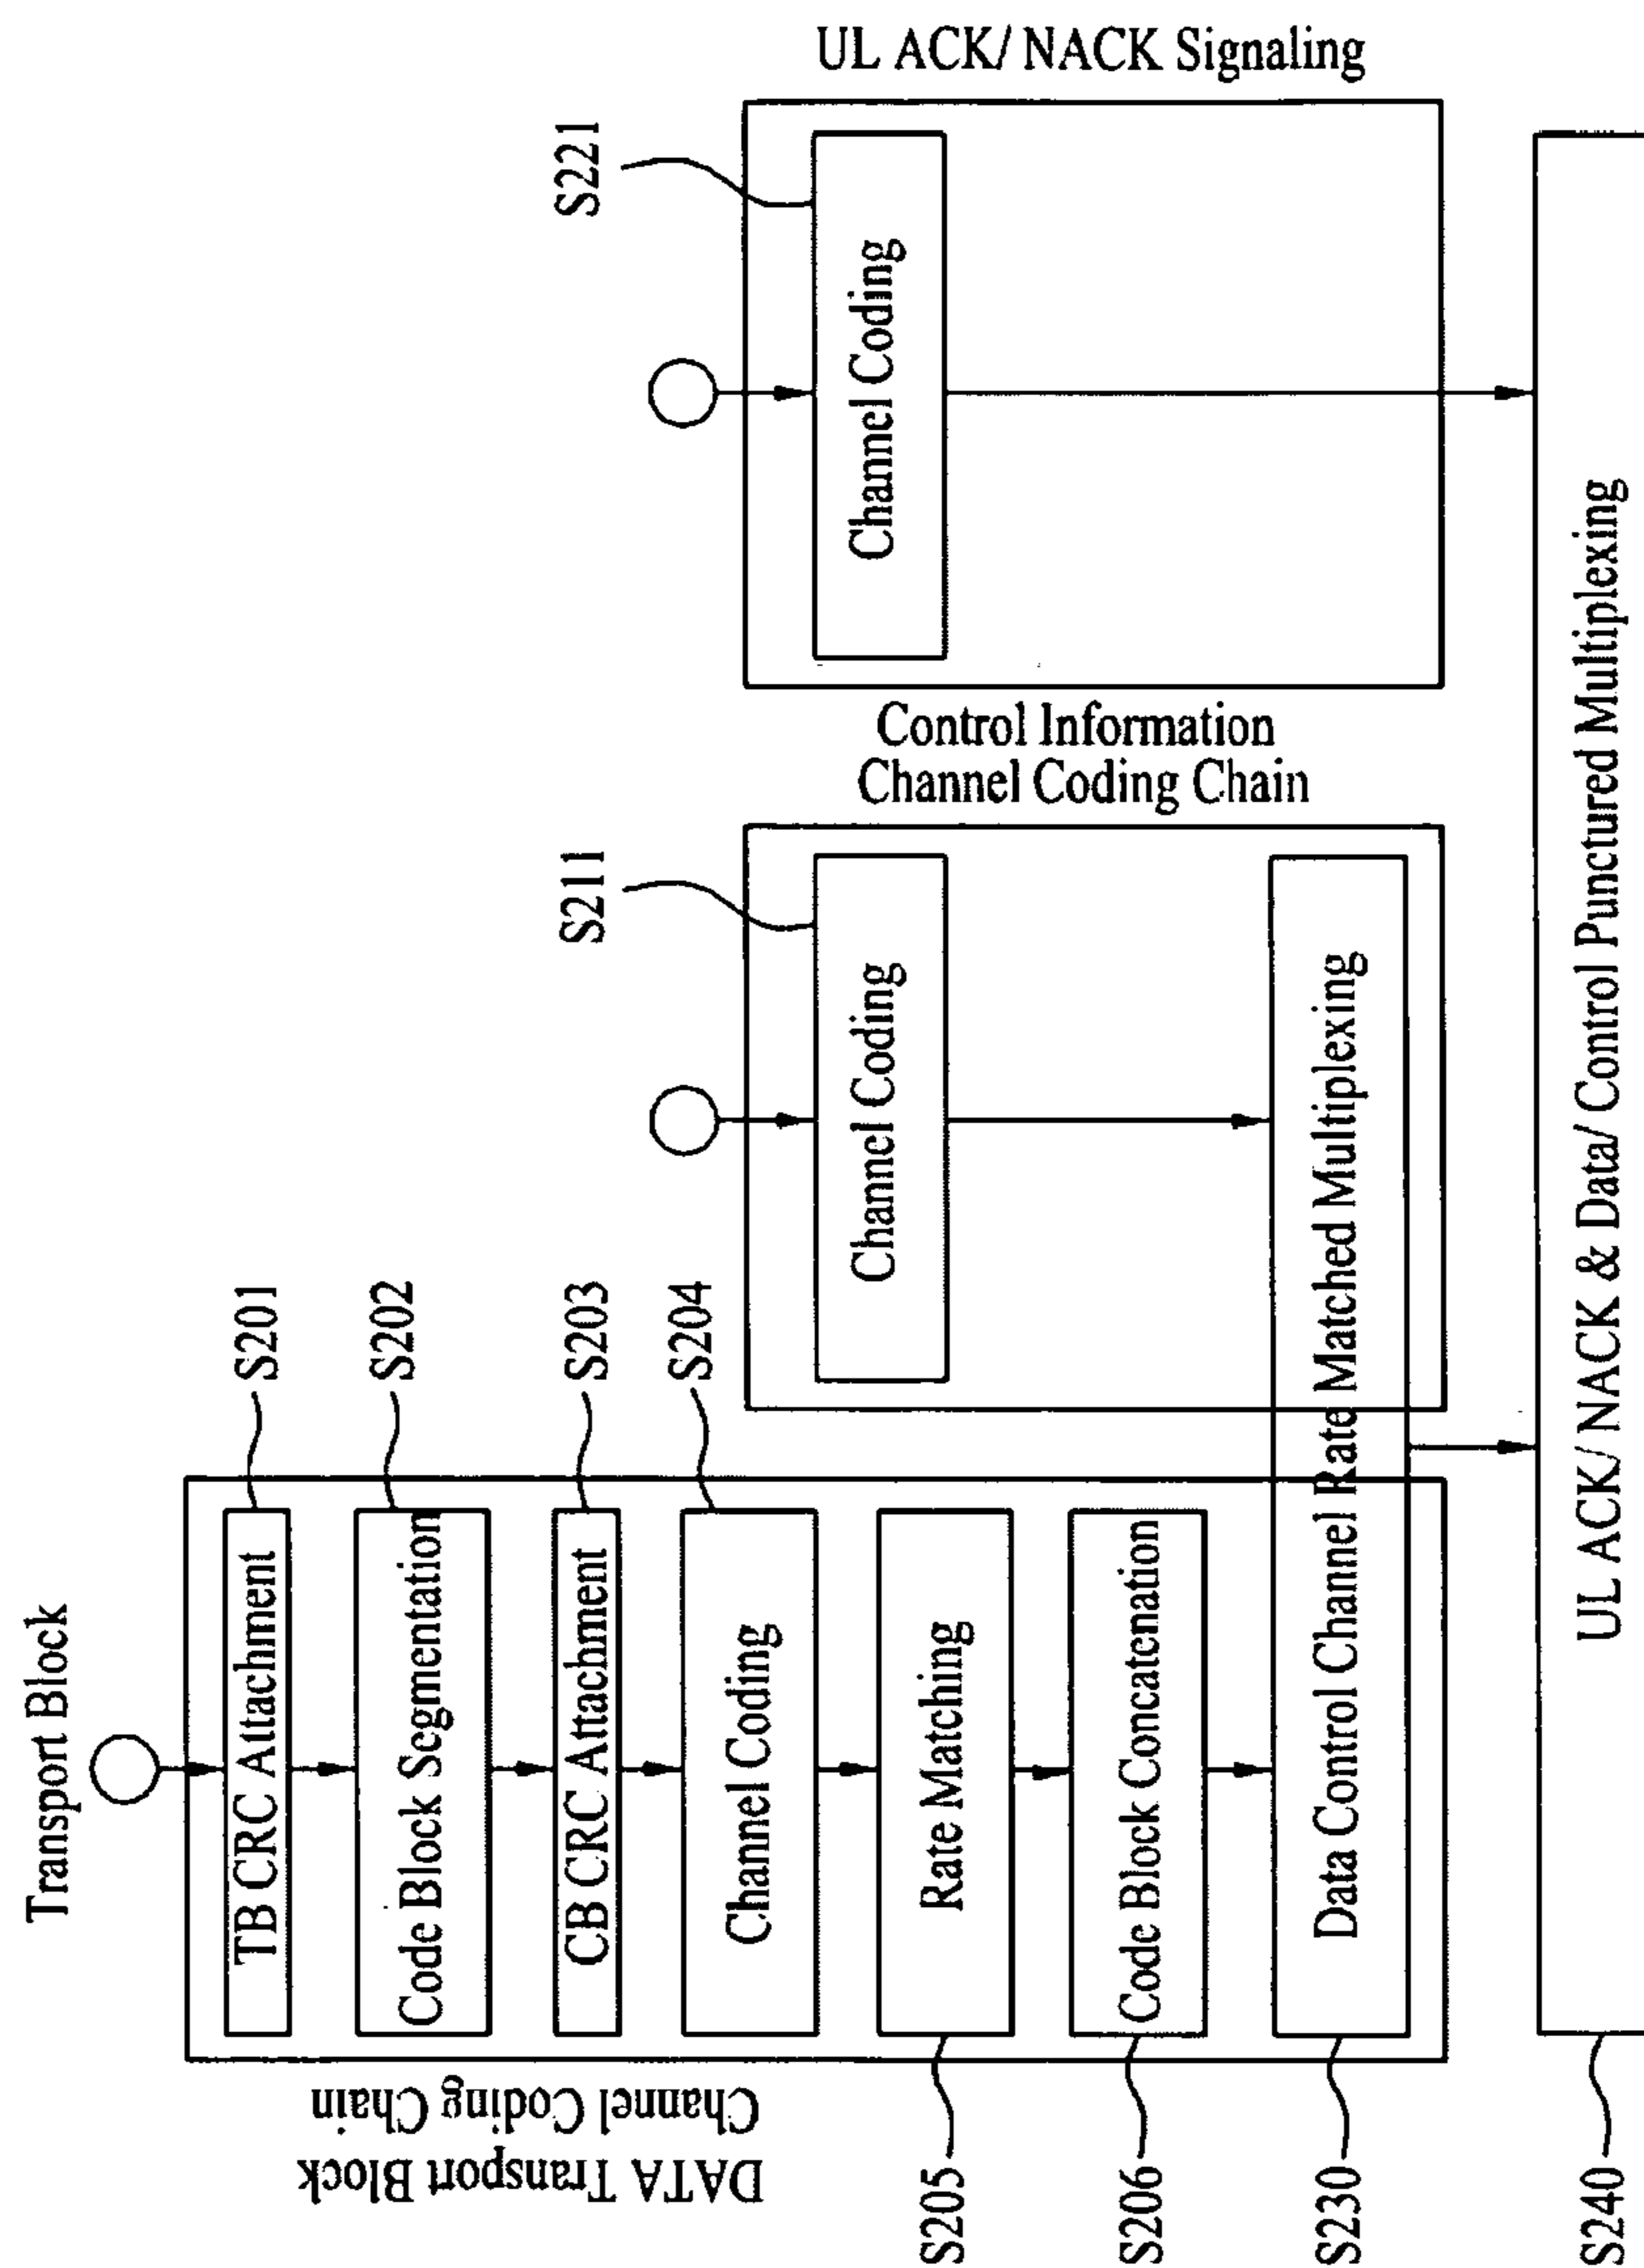 Transport Block
TB CRC Attachment
S201
Code Block Segmentation
S202
CB CRC Attachment
S203
Channel Coding
S204
Rate Matching
S205
Code Block Concatenation
S206
Data Control Channel Rate Matched Multiplexing
S230
DATA Transport Block
Channel Coding Chain
S211
Channel Coding
Control Information
Channel Coding Chain
S221
Channel Coding
UL ACK/ NACK Signaling
UL ACK/ NACK & Data/ Control Punctured Multiplexing
S240